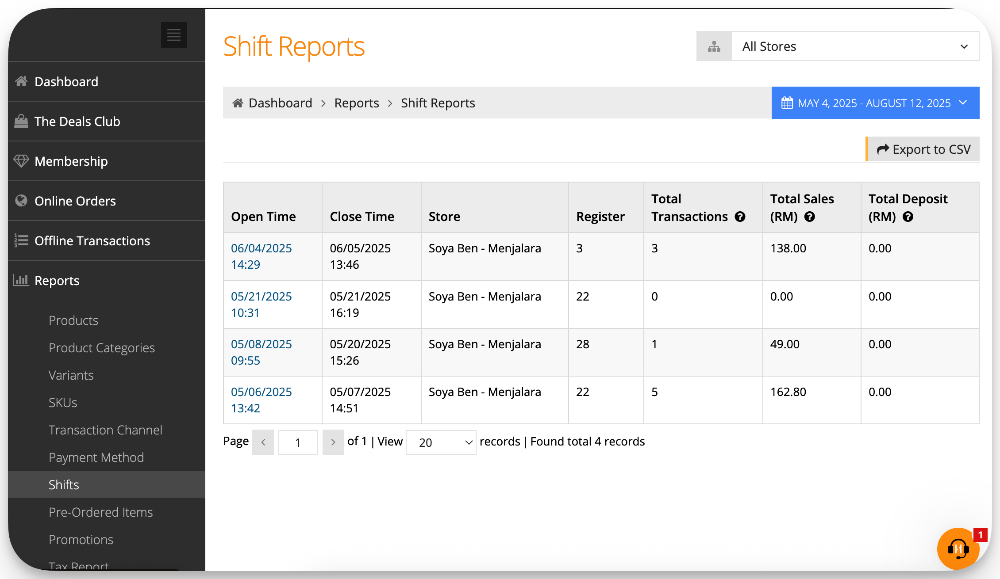 Dashboard
The Deals Club
Membership
Online Orders
Offline Transactions
Reports
Products
Product Categories
Variants
SKUs
Transaction Channel
Payment Method
Shifts
Pre-Ordered Items
Promotions
Tax Report
Shift Reports
All Stores
Dashboard > Reports > Shift Reports
MAY 4, 2025 - AUGUST 12, 2025
Export to CSV
Open Time Close Time Store Register Total Transactions Total Sales (RM) Total Deposit (RM)
06/04/2025 14:29 06/05/2025 13:46 Soya Ben - Menjalara 3 3 138.00 0.00
05/21/2025 10:31 05/21/2025 16:19 Soya Ben - Menjalara 22 0 0.00 0.00
05/08/2025 09:55 05/20/2025 15:26 Soya Ben - Menjalara 28 1 49.00 0.00
05/06/2025 13:42 05/07/2025 14:51 Soya Ben - Menjalara 22 5 162.80 0.00
Page < 1 > of 1 | View 20 records | Found total 4 records
1